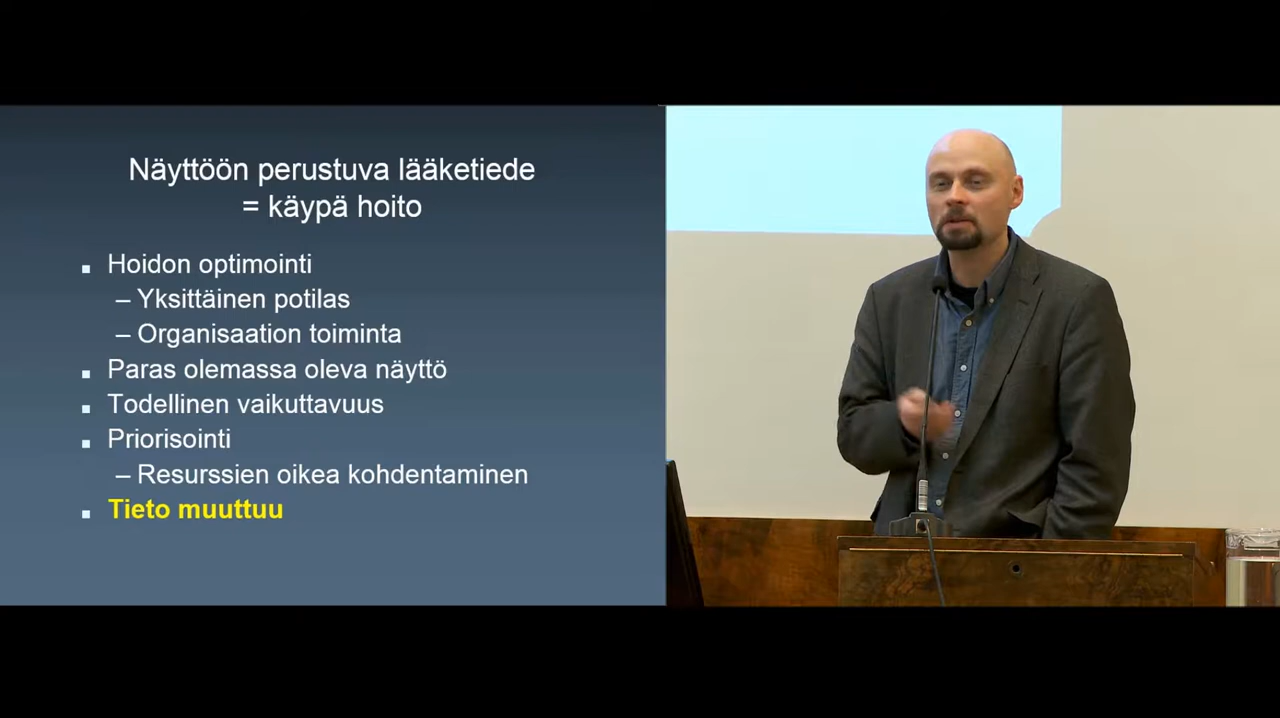 Näyttöön perustuva lääketiede
= käypä hoito
▪ Hoidon optimointi
– Yksittäinen potilas
– Organisaation toiminta
▪ Paras olemassa oleva näyttö
▪ Todellinen vaikuttavuus
▪ Priorisointi
– Resurssien oikea kohdentaminen
▪ Tieto muuttuu